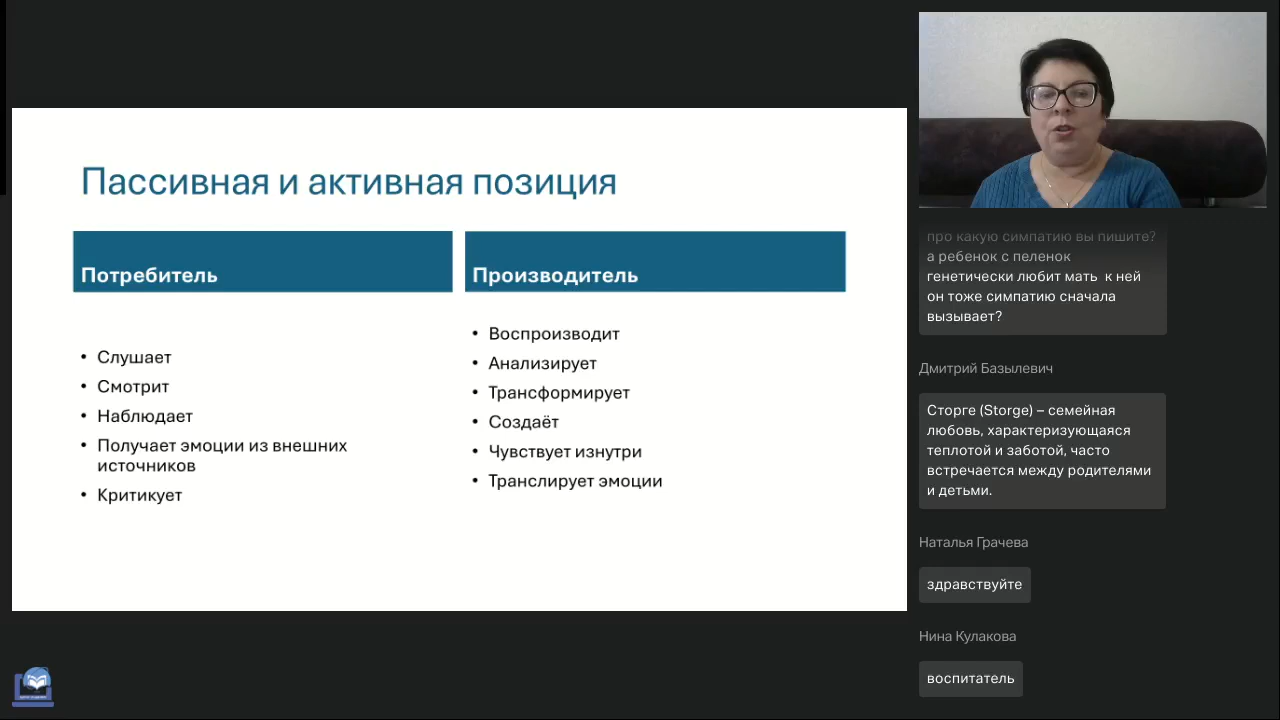 Пассивная и активная позиция
Потребитель
Слушает
Смотрит
Наблюдает
Получает эмоции из внешних
источников
Критикует
Производитель
Воспроизводит
Анализирует
Трансформирует
Создаёт
Чувствует изнутри
Транслирует эмоции
про какую симпатию вы пишите?
а ребенок с пеленок
генетически любит мать к ней
он тоже симпатию сначала
вызывает?
Дмитрий Базылевич
Сторге (Storge) – семейная
любовь, характеризующаяся
теплотой и заботой, часто
встречается между родителями
и детьми.
Наталья Грачева
здравствуйте
Нина Кулакова
воспитатель